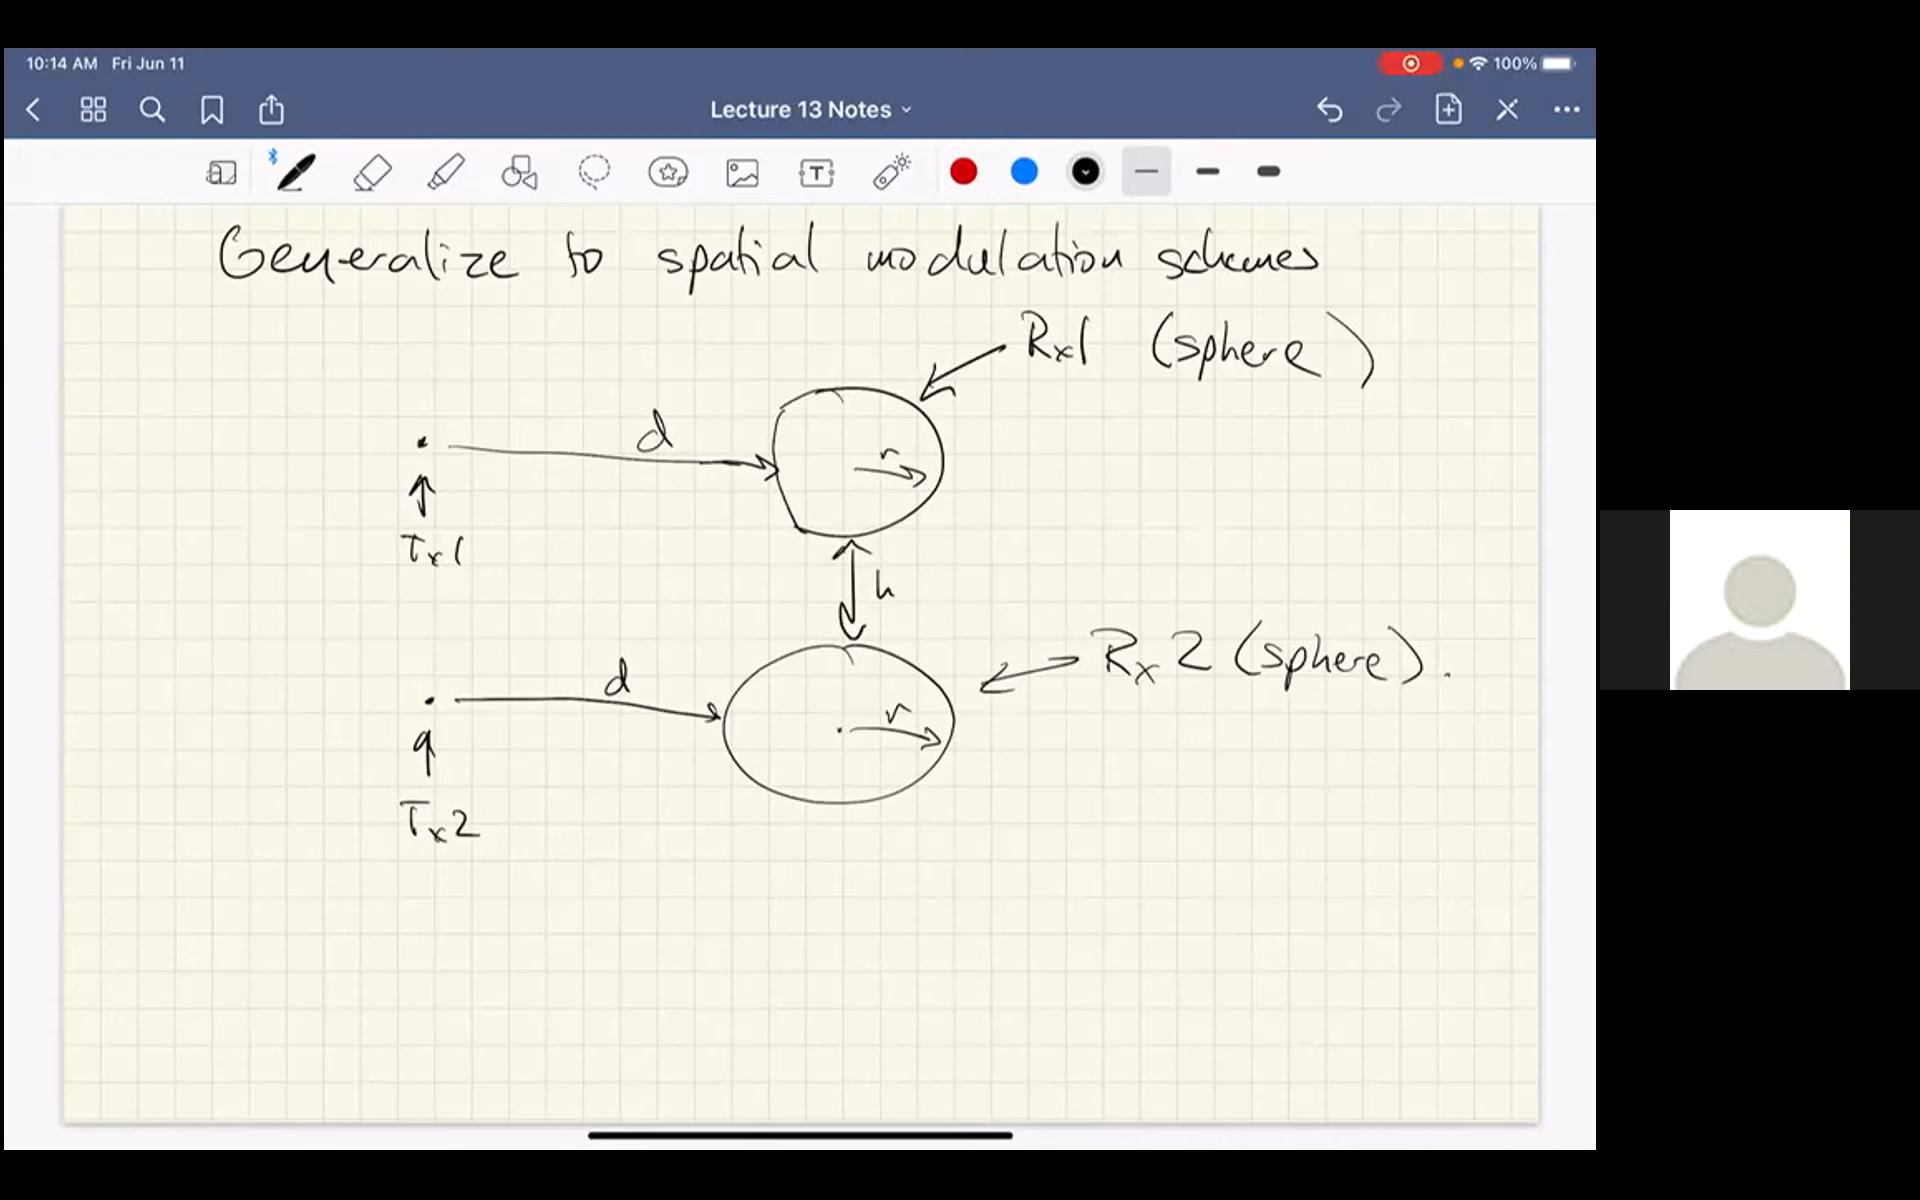 10:14 AM Fri Jun 11
100%
Lecture 13 Notes
Generalize to spatial modulation schemes
Rx1 (sphere)
d
r
Tx1
h
Rx2 (sphere).
d
r
Tx2